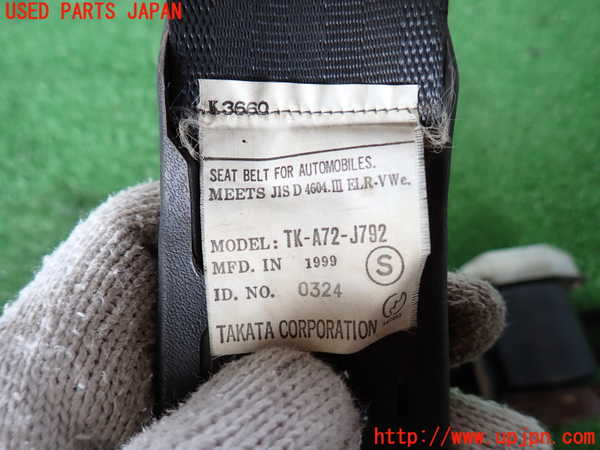 USED PARTS JAPAN
K3660
SEAT BELT FOR AUTOMOBILES.
MEETS JIS D 4604.III ELR-VWe.
MODEL: TK-A72-J792
MFD. IN 1999
S
ID. NO. 0324
TAKATA CORPORATION
http://www.upjpn.com/